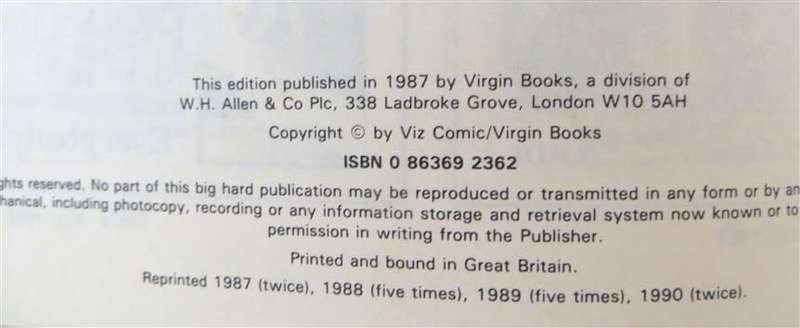 This edition published in 1987 by Virgin Books, a division of
W.H. Allen & Co Plc, 338 Ladbroke Grove, London W10 5AH
Copyright © by Viz Comic/Virgin Books
ISBN 0 86369 2362
ghts reserved. No part of this big hard publication may be reproduced or transmitted in any form or by an
hanical, including photocopy, recording or any information storage and retrieval system now known or to
permission in writing from the Publisher.
Printed and bound in Great Britain.
Reprinted 1987 (twice), 1988 (five times), 1989 (five times), 1990 (twice).